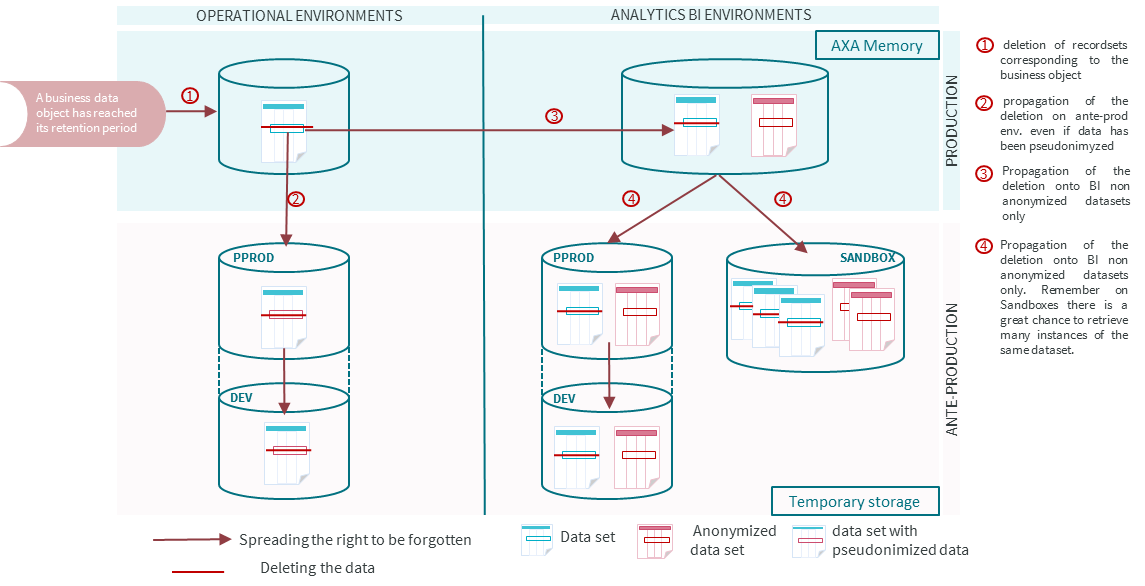 OPERATIONAL ENVIRONMENTS
ANALYTICS BI ENVIRONMENTS
AXA Memory
A business data
object has reached
its retention period
1
3
2
4
4
PRODUCTION
PPROD
PPROD
SANDBOX
DEV
DEV
ANTE-PRODUCTION
Temporary storage
1 deletion of recordsets
corresponding to the
business object
2 propagation of the
deletion on ante-prod
env. even if data has
been pseudonimyzed
3 Propagation of the
deletion onto BI non
anonymized datasets
only
4 Propagation of the
deletion onto BI non
anonymized datasets
only. Remember on
Sandboxes there is a
great chance to retrieve
many instances of the
same dataset.
Spreading the right to be forgotten
Deleting the data
Data set
Anonymized
data set
data set with
pseudonimized data